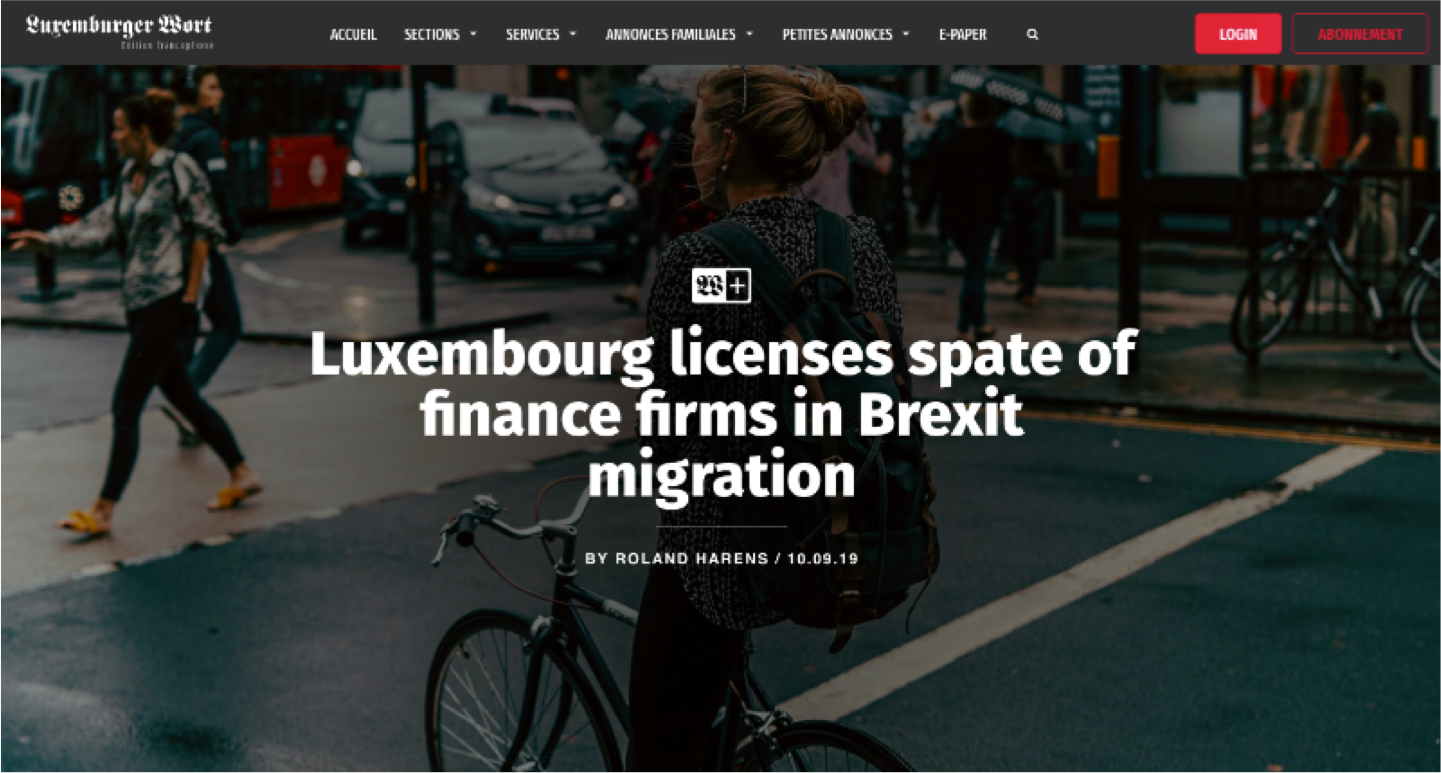 Luxemburger Wort
Édition francophone
ACCUEIL SECTIONS SERVICES ANNONCES FAMILIALES PETITES ANNONCES E-PAPER LOGIN ABONNEMENT
W+
Luxembourg licenses spate of
finance firms in Brexit
migration
BY ROLAND HARENS / 10.09.19